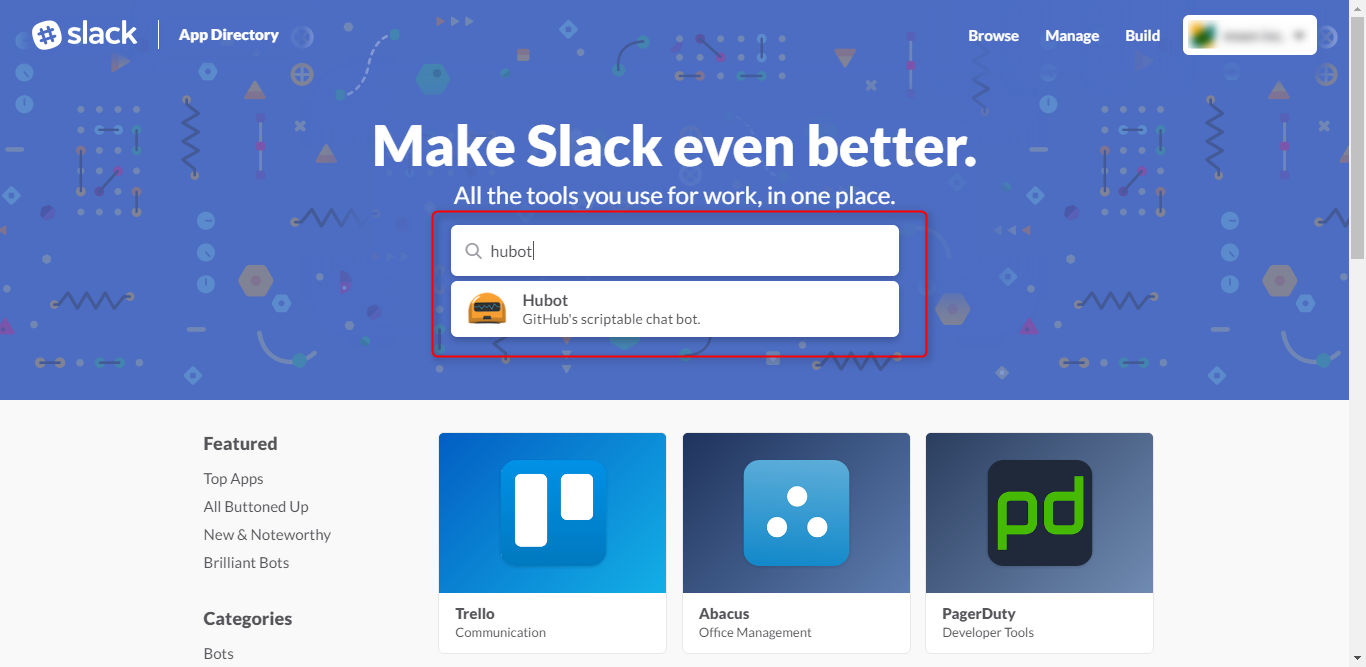 slack
App Directory
Browse
Manage
Build
Make Slack even better.
All the tools you use for work, in one place.
hubot
Hubot
GitHub's scriptable chat bot.
Featured
Top Apps
All Buttoned Up
New & Noteworthy
Brilliant Bots
Categories
Bots
pd
Trello
Communication
Abacus
Office Management
PagerDuty
Developer Tools